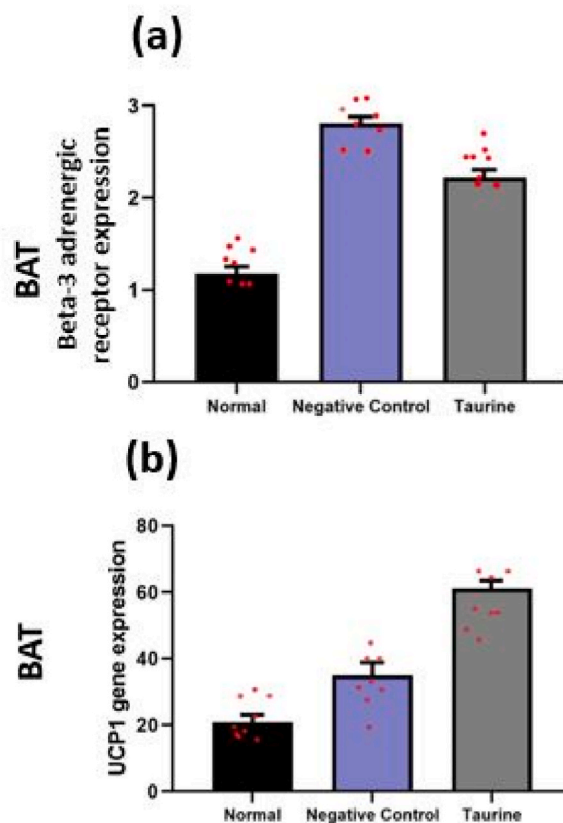 (a)
BAT
Beta-3 adrenergic
receptor expression
3
2
1
0
Normal Negative Control Taurine
(b)
BAT
UCP1 gene expression
80
60
40
20
0
Normal Negative Control Taurine